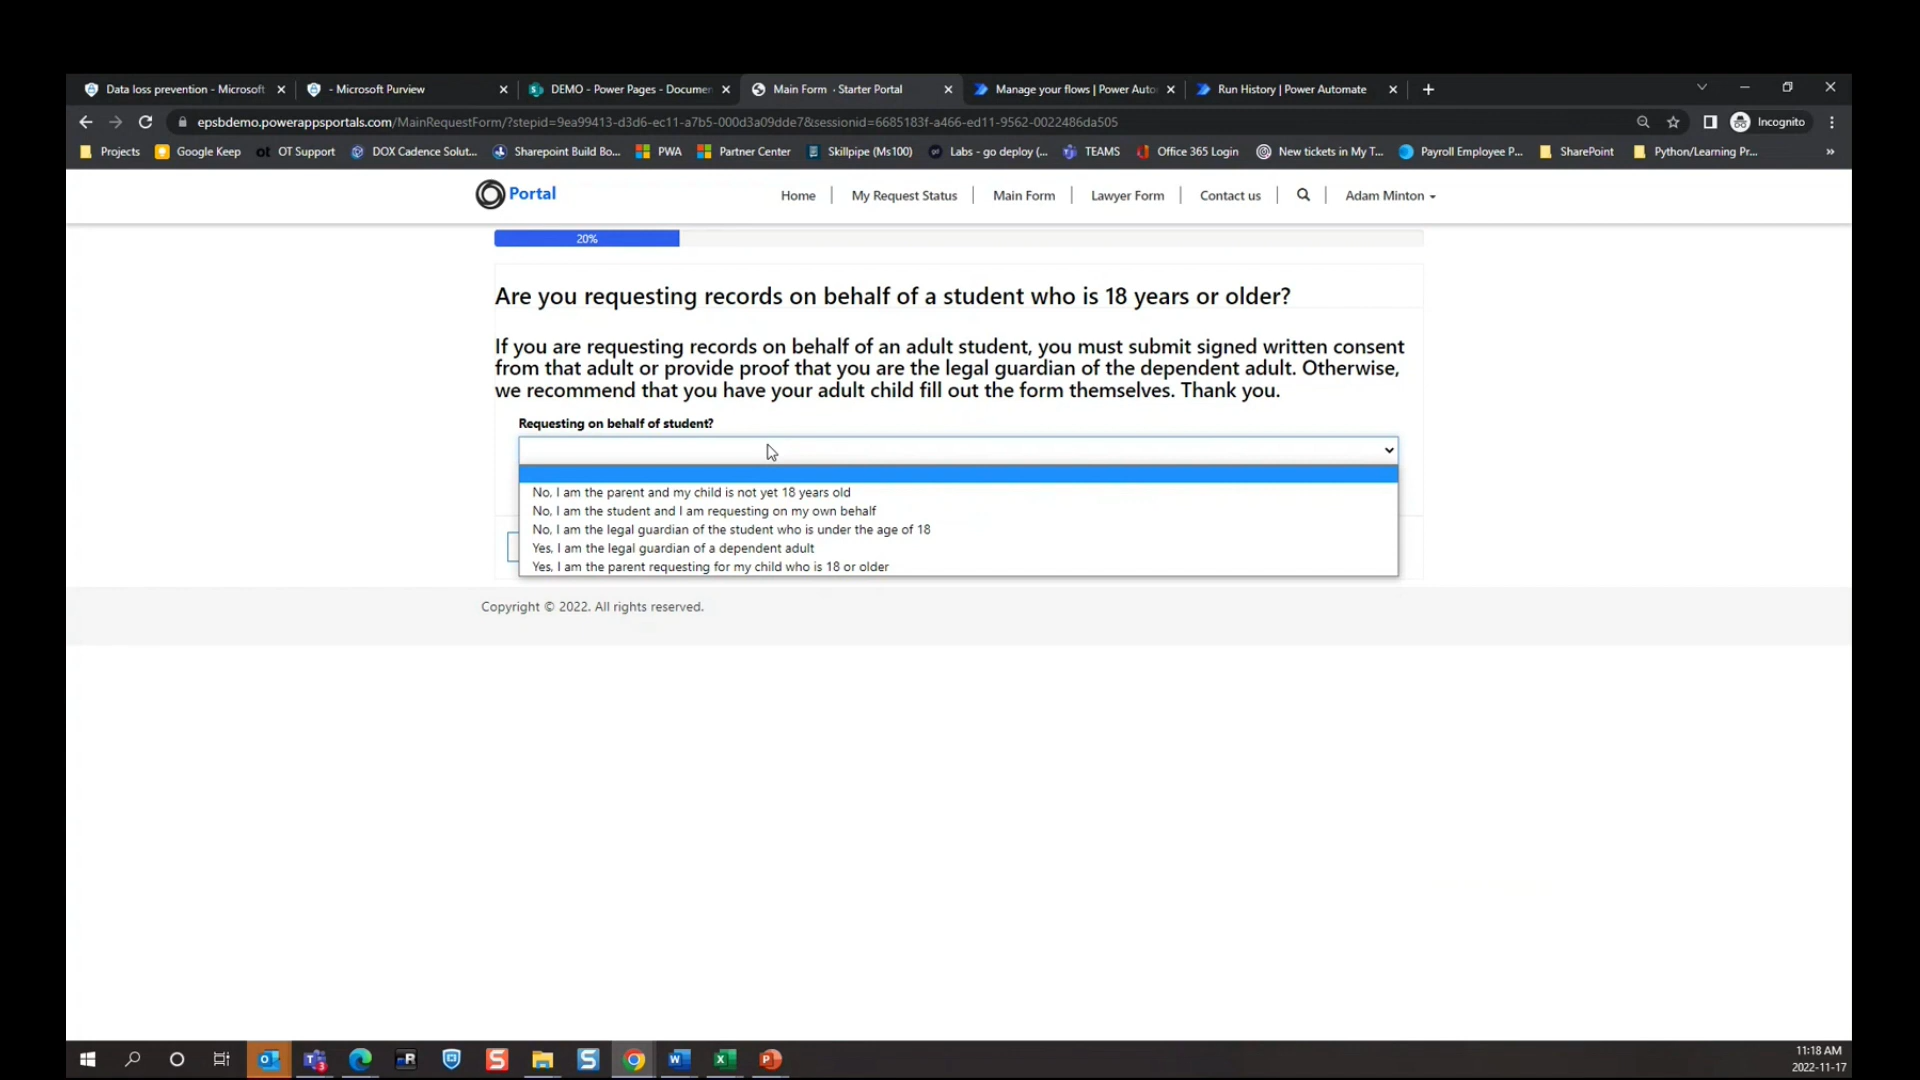 Data loss prevention - Microsoft
- Microsoft Purview
DEMO - Power Pages - Documen
Main Form · Starter Portal
Manage your flows | Power Auto
Run History | Power Automate
epsbdemo.powerappsportals.com/MainRequestForm/?stepid=9ea99413-d3d6-ec11-a7b5-000d3a09dde7&sessionid=6685183f-a466-ed11-9562-0022486da505
Incognito
Projects
Google Keep
OT Support
DOX Cadence Solut...
Sharepoint Build Bo...
PWA
Partner Center
Skillpipe (Ms100)
Labs - go deploy (...
TEAMS
Office 365 Login
New tickets in My T...
Payroll Employee P...
SharePoint
Python/Learning Pr...
Portal
Home
My Request Status
Main Form
Lawyer Form
Contact us
Adam Minton
20%
Are you requesting records on behalf of a student who is 18 years or older?
If you are requesting records on behalf of an adult student, you must submit signed written consent
from that adult or provide proof that you are the legal guardian of the dependent adult. Otherwise,
we recommend that you have your adult child fill out the form themselves. Thank you.
Requesting on behalf of student?
No, I am the parent and my child is not yet 18 years old
No, I am the student and I am requesting on my own behalf
No, I am the legal guardian of the student who is under the age of 18
Yes, I am the legal guardian of a dependent adult
Yes, I am the parent requesting for my child who is 18 or older
Copyright © 2022. All rights reserved.
11:18 AM
2022-11-17